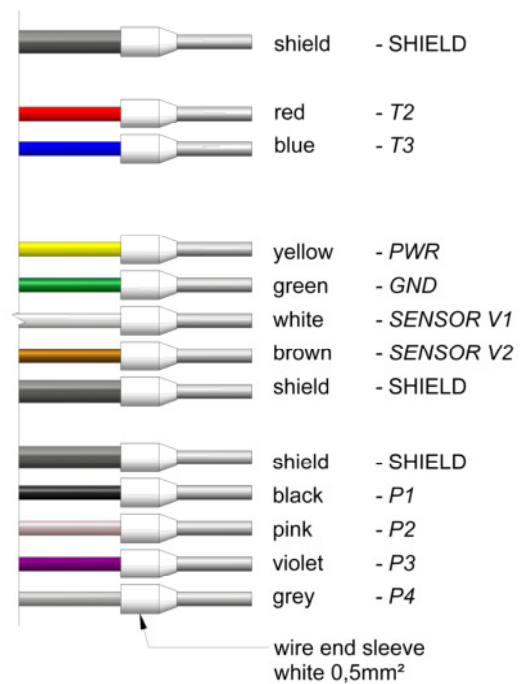 shield - SHIELD
red - T2
blue - T3
yellow - PWR
green - GND
white - SENSOR V1
brown - SENSOR V2
shield - SHIELD
shield - SHIELD
black - P1
pink - P2
violet - P3
grey - P4
wire end sleeve
white 0,5mm²